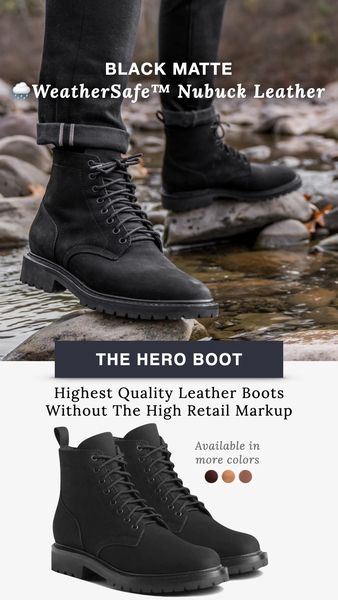 BLACK MATTE
🌧️WeatherSafe™ Nubuck Leather
THE HERO BOOT
Highest Quality Leather Boots
Without The High Retail Markup
Available in
more colors